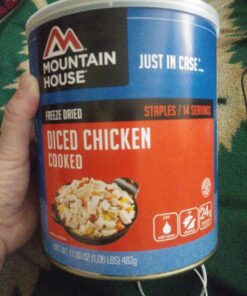 MOUNTAIN
HOUSE
JUST IN CASE...
FREEZE DRIED
STAPLES / 14 SERVINGS
DICED CHICKEN
COOKED
NET WT 17.00 OZ (1.06 LBS) 482g